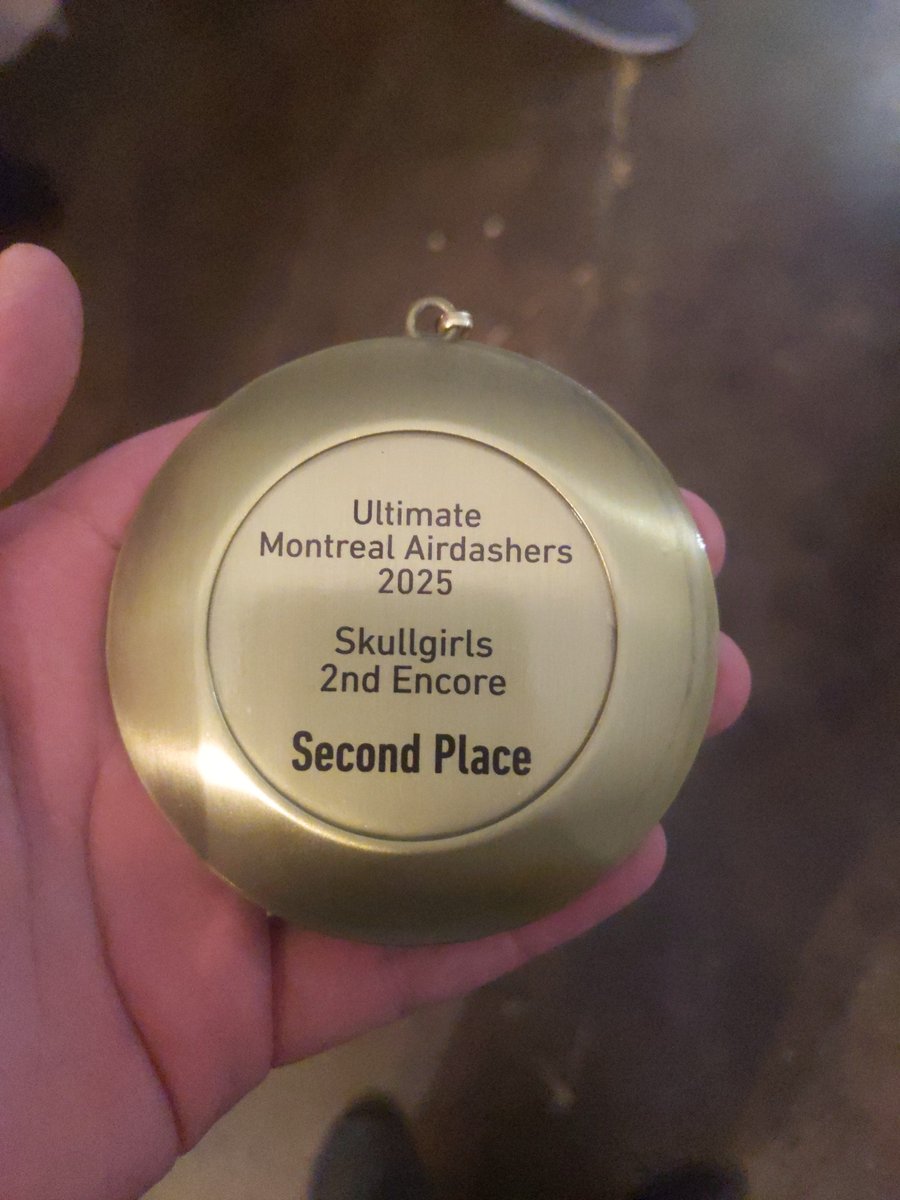 Ultimate
Montreal Airdashers
2025
Skullgirls
2nd Encore
Second Place